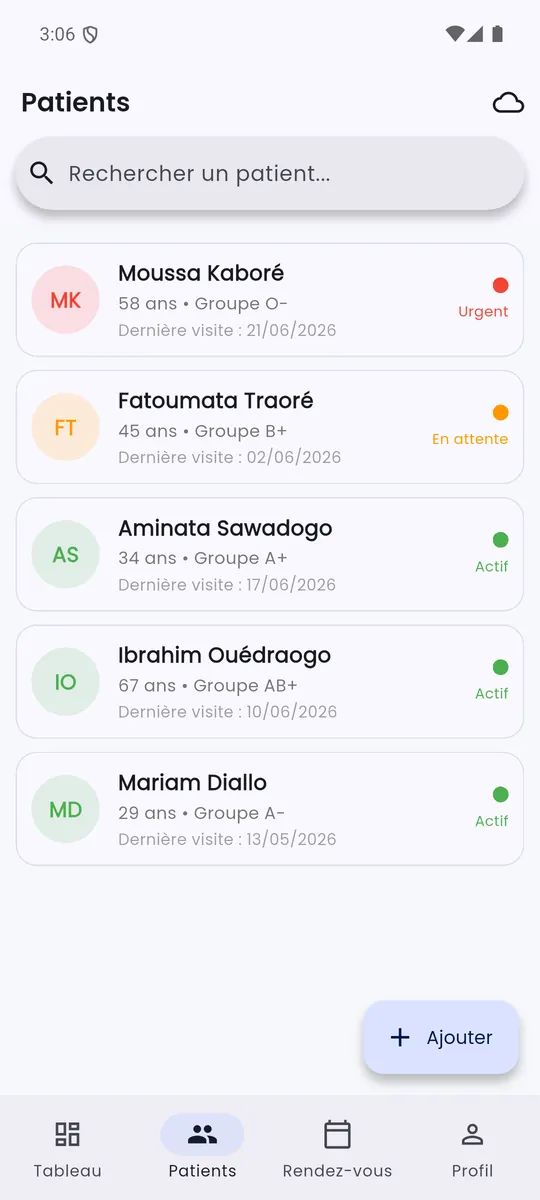 3:06
Patients
Rechercher un patient...
MK
Moussa Kaboré
58 ans • Groupe O-
Dernière visite : 21/06/2026
Urgent
FT
Fatoumata Traoré
45 ans • Groupe B+
Dernière visite : 02/06/2026
En attente
AS
Aminata Sawadogo
34 ans • Groupe A+
Dernière visite : 17/06/2026
Actif
IO
Ibrahim Ouédraogo
67 ans • Groupe AB+
Dernière visite : 10/06/2026
Actif
MD
Mariam Diallo
29 ans • Groupe A-
Dernière visite : 13/05/2026
Actif
Ajouter
Tableau
Patients
Rendez-vous
Profil